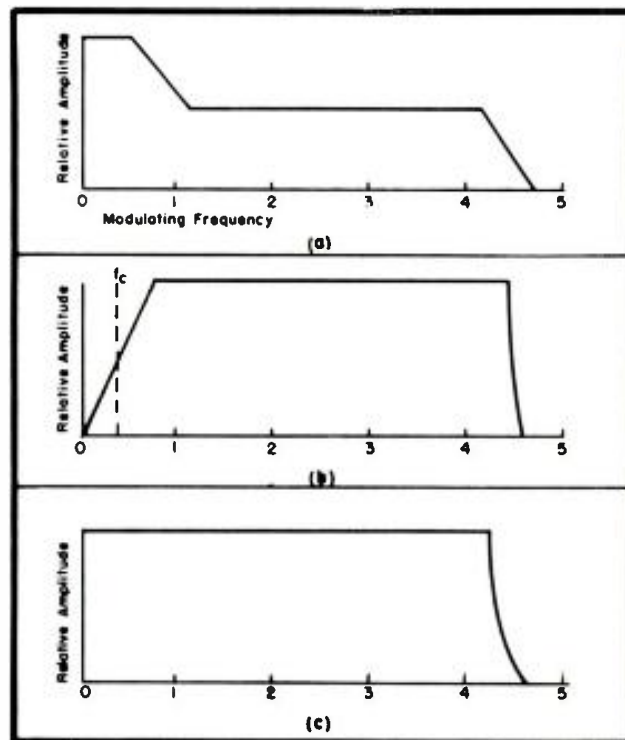 Relative Amplitude
0 1 2 3 4 5
Modulating Frequency
(a)
fc
Relative Amplitude
0 1 2 3 4 5
(b)
Relative Amplitude
0 1 2 3 4 5
(c)